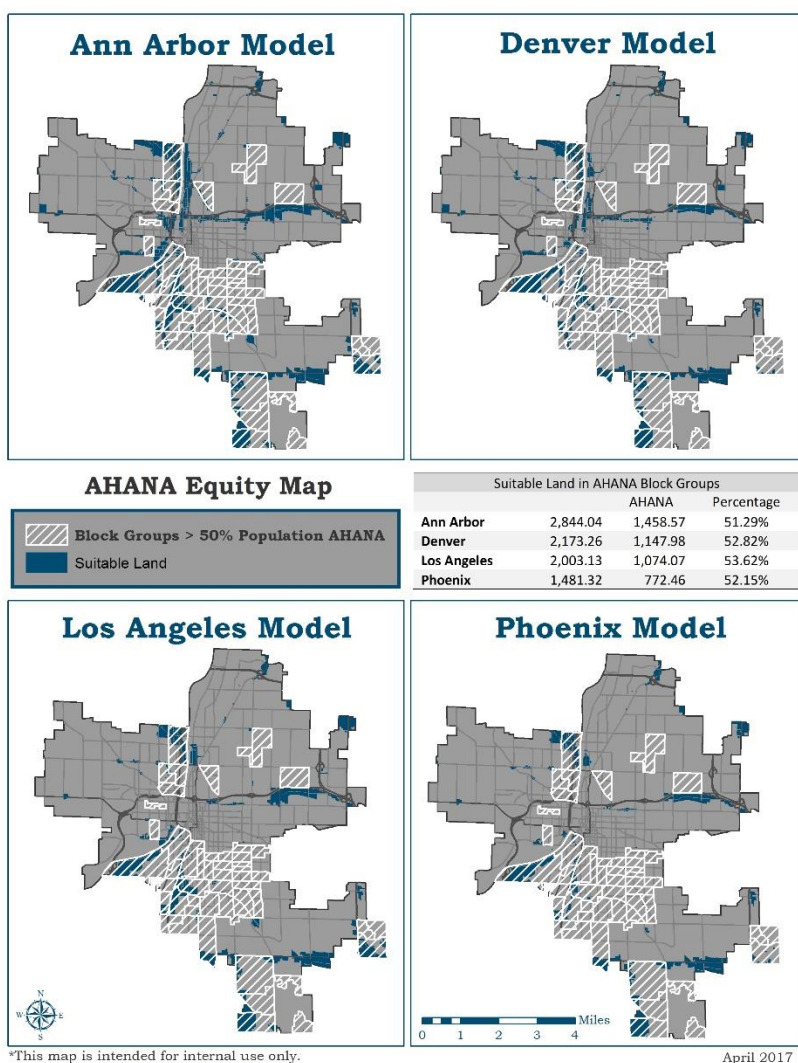 Ann Arbor Model
Denver Model
AHANA Equity Map
Block Groups > 50% Population AHANA
Suitable Land
Suitable Land in AHANA Block Groups
AHANA Percentage
Ann Arbor 2,844.04 1,458.57 51.29%
Denver 2,173.26 1,147.98 52.82%
Los Angeles 2,003.13 1,074.07 53.62%
Phoenix 1,481.32 772.46 52.15%
Los Angeles Model
Phoenix Model
N
W E
S
Miles
0 1 2 3 4
*This map is intended for internal use only.
April 2017